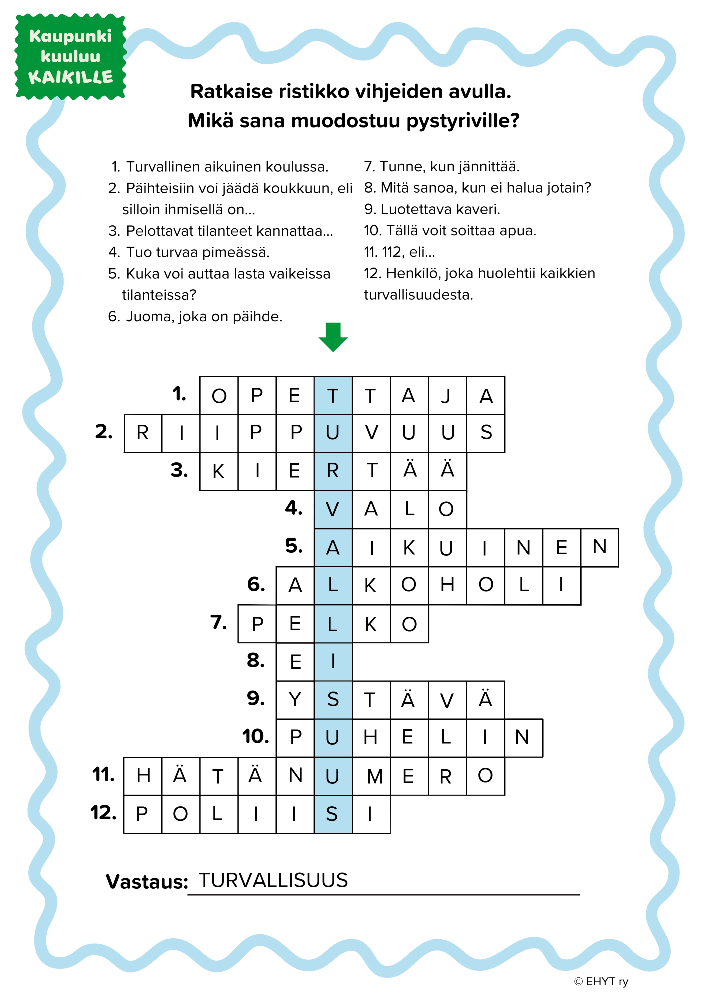 Kaupunki
kuuluu
KAIKILLE
Ratkaise ristikko vihjeiden avulla.
Mikä sana muodostuu pystyriville?
1. Turvallinen aikuinen koulussa.
2. Päihteisiin voi jäädä koukkuun, eli
silloin ihmisellä on...
3. Pelottavat tilanteet kannattaa...
4. Tuo turvaa pimeässä.
5. Kuka voi auttaa lasta vaikeissa
tilanteissa?
6. Juoma, joka on päihde.
7. Tunne, kun jännittää.
8. Mitä sanoa, kun ei halua jotain?
9. Luotettava kaveri.
10. Tällä voit soittaa apua.
11. 112, eli...
12. Henkilö, joka huolehtii kaikkien
turvallisuudesta.
1. O P E T T A J A
2. R I I P P U V U U S
3. K I E R T Ä Ä
4. V A L O
5. A I K U I N E N
6. A L K O H O L I
7. P E L K O
8. E I
9. Y S T Ä V Ä
10. P U H E L I N
11. H Ä T Ä N U M E R O
12. P O L I I S I
Vastaus: TURVALLISUUS
© EHYT ry